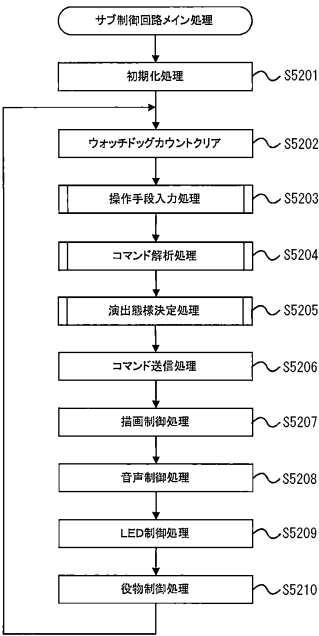 サブ制御回路メイン処理
初期化処理 S5201
ウォッチドッグカウントクリア S5202
操作手段入力処理 S5203
コマンド解析処理 S5204
演出態様決定処理 S5205
コマンド送信処理 S5206
描画制御処理 S5207
音声制御処理 S5208
LED制御処理 S5209
役物制御処理 S5210